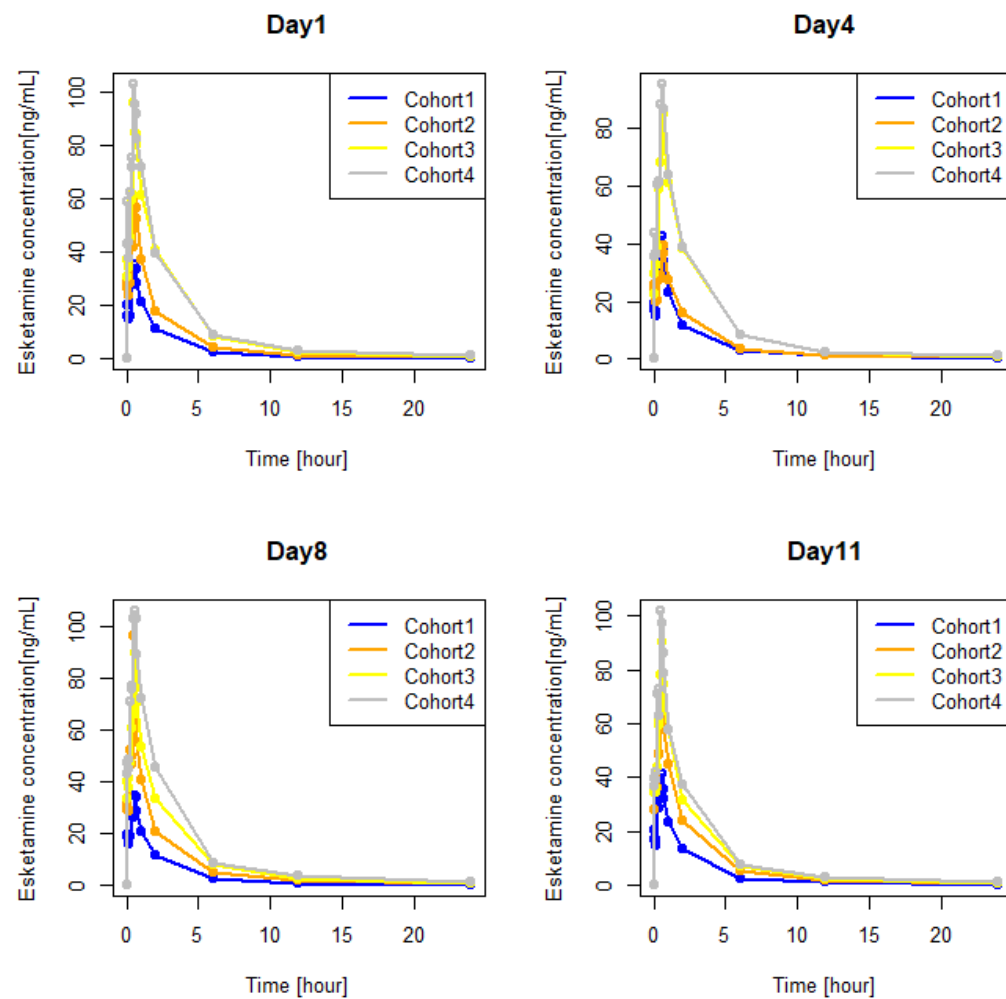 Day1
Esketamine concentration[ng/mL]
0 20 40 60 80 100
Cohort1
Cohort2
Cohort3
Cohort4
0 5 10 15 20
Time [hour]
Day4
Esketamine concentration[ng/mL]
0 20 40 60 80
Cohort1
Cohort2
Cohort3
Cohort4
0 5 10 15 20
Time [hour]
Day8
Esketamine concentration[ng/mL]
0 20 40 60 80 100
Cohort1
Cohort2
Cohort3
Cohort4
0 5 10 15 20
Time [hour]
Day11
Esketamine concentration[ng/mL]
0 20 40 60 80 100
Cohort1
Cohort2
Cohort3
Cohort4
0 5 10 15 20
Time [hour]